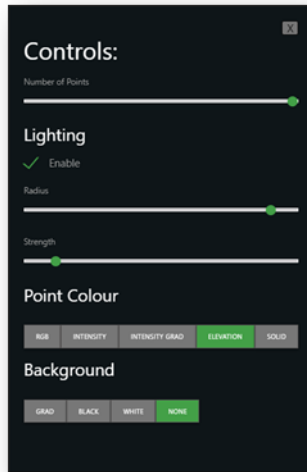 X
Controls:
Number of Points
Lighting
Enable
Radius
Strength
Point Colour
RGB INTENSITY INTENSITY GRAD ELEVATION SOLID
Background
GRAD BLACK WHITE NONE